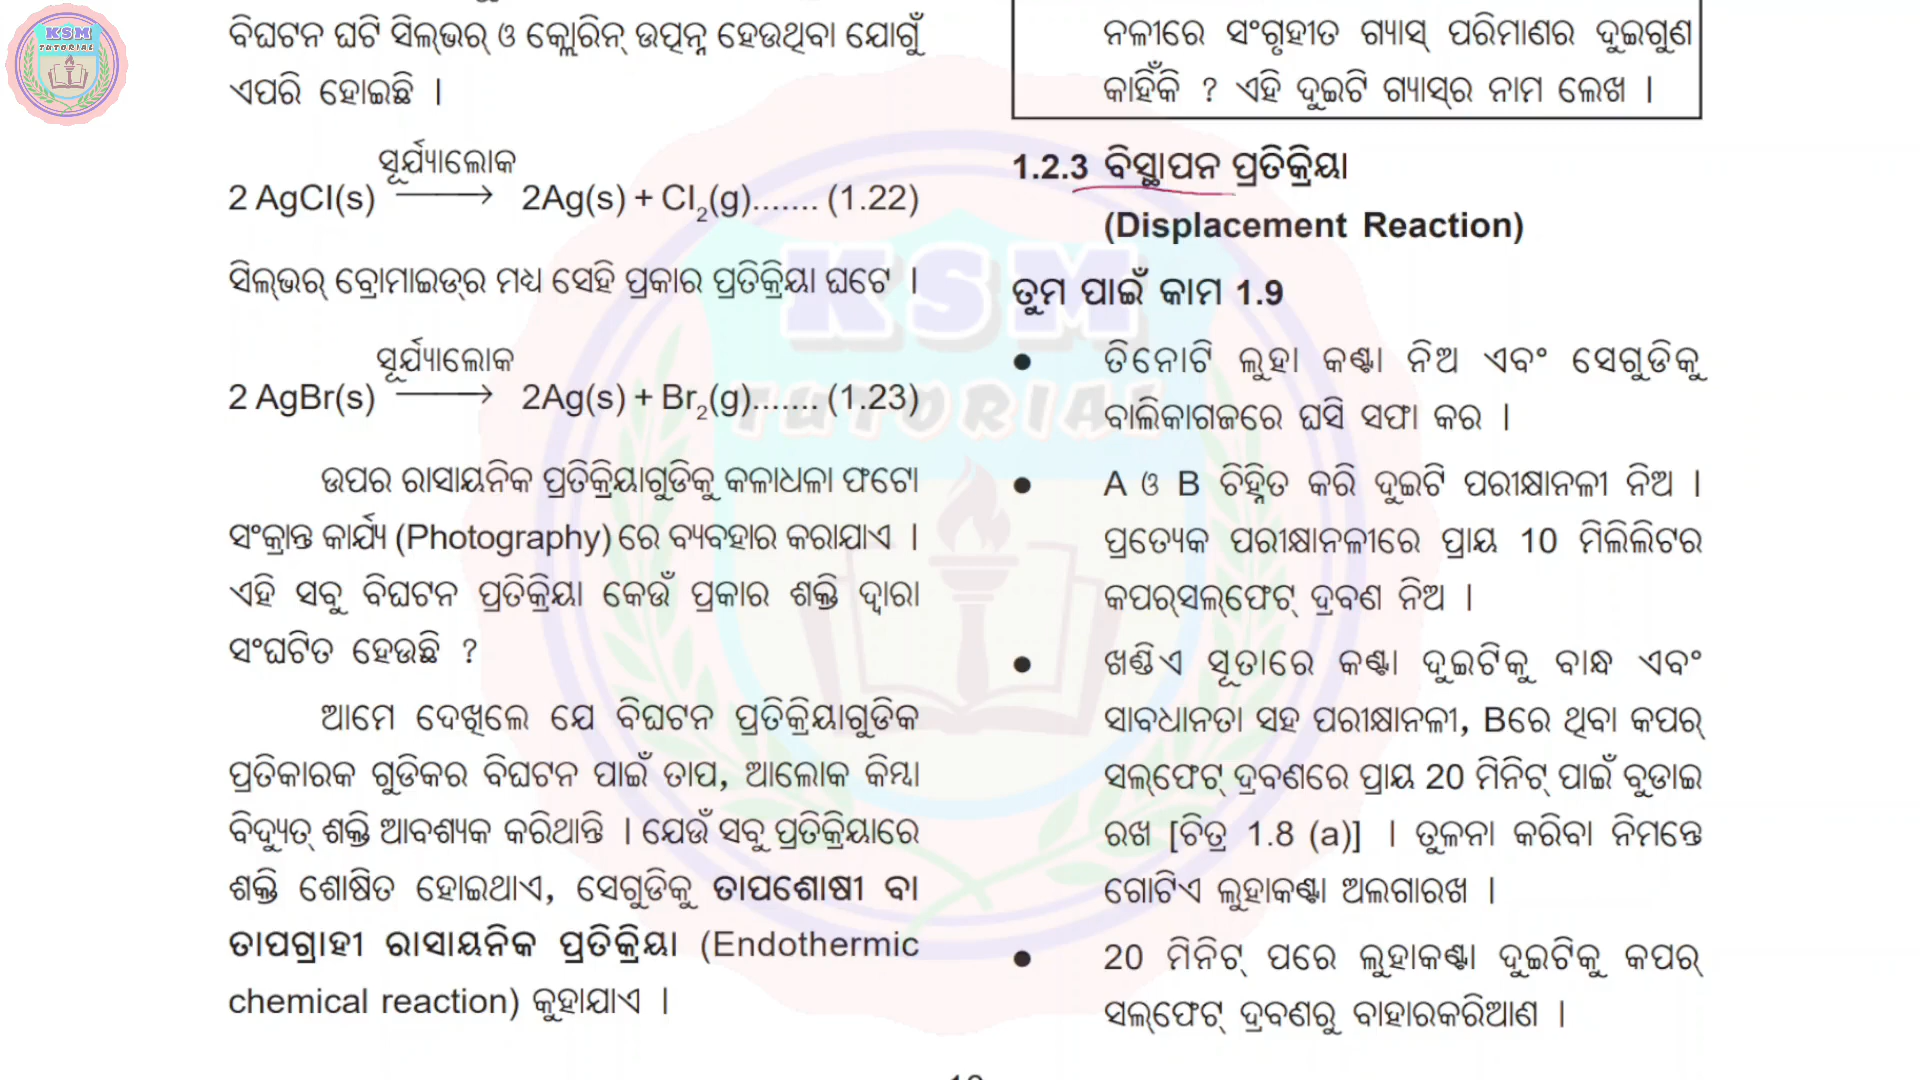 KSM
TUTORIAL
ବିଘଟନ ଘଟି ସିଲ୍‌ଭର୍ ଓ କ୍ଲୋରିନ୍ ଉତ୍ପନ୍ନ ହେଉଥିବା ଯୋଗୁଁ
ଏପରି ହୋଇଛି ।
ସୂର୍ଯ୍ୟାଲୋକ
2 AgCl(s) ⟶ 2Ag(s) + Cl₂(g)....... (1.22)
ସିଲ୍‌ଭର୍ ବ୍ରୋମାଇଡ୍‌ର ମଧ୍ୟ ସେହି ପ୍ରକାର ପ୍ରତିକ୍ରିୟା ଘଟେ ।
ସୂର୍ଯ୍ୟାଲୋକ
2 AgBr(s) ⟶ 2Ag(s) + Br₂(g)....... (1.23)
ଉପର ରାସାୟନିକ ପ୍ରତିକ୍ରିୟାଗୁଡିକୁ କଳାଧଳା ଫଟୋ
ସଂକ୍ରାନ୍ତ କାର୍ଯ୍ୟ (Photography) ରେ ବ୍ୟବହାର କରାଯାଏ ।
ଏହି ସବୁ ବିଘଟନ ପ୍ରତିକ୍ରିୟା କେଉଁ ପ୍ରକାର ଶକ୍ତି ଦ୍ୱାରା
ସଂଘଟିତ ହେଉଛି ?
ଆମେ ଦେଖିଲେ ଯେ ବିଘଟନ ପ୍ରତିକ୍ରିୟାଗୁଡିକ
ପ୍ରତିକାରକ ଗୁଡିକର ବିଘଟନ ପାଇଁ ତାପ, ଆଲୋକ କିମ୍ବା
ବିଦ୍ୟୁତ୍ ଶକ୍ତି ଆବଶ୍ୟକ କରିଥାନ୍ତି । ଯେଉଁ ସବୁ ପ୍ରତିକ୍ରିୟାରେ
ଶକ୍ତି ଶୋଷିତ ହୋଇଥାଏ, ସେଗୁଡିକୁ ତାପଶୋଷୀ ବା
ତାପଗ୍ରାହୀ ରାସାୟନିକ ପ୍ରତିକ୍ରିୟା (Endothermic
chemical reaction) କୁହାଯାଏ ।
ନଳୀରେ ସଂଗୃହୀତ ଗ୍ୟାସ୍ ପରିମାଣର ଦୁଇଗୁଣ
କାହିଁକି ? ଏହି ଦୁଇଟି ଗ୍ୟାସ୍‌ର ନାମ ଲେଖ ।
1.2.3 ବିସ୍ଥାପନ ପ୍ରତିକ୍ରିୟା
(Displacement Reaction)
ତୁମ ପାଇଁ କାମ 1.9
● ତିନୋଟି ଲୁହା କଣ୍ଟା ନିଅ ଏବଂ ସେଗୁଡିକୁ
ବାଲିକାଗଜରେ ଘସି ସଫା କର ।
● A ଓ B ଚିହ୍ନିତ କରି ଦୁଇଟି ପରୀକ୍ଷାନଳୀ ନିଅ ।
ପ୍ରତ୍ୟେକ ପରୀକ୍ଷାନଳୀରେ ପ୍ରାୟ 10 ମିଲିଲିଟର
କପର୍‌ସଲ୍‌ଫେଟ୍ ଦ୍ରବଣ ନିଅ ।
● ଖଣ୍ଡିଏ ସୂତାରେ କଣ୍ଟା ଦୁଇଟିକୁ ବାନ୍ଧ ଏବଂ
ସାବଧାନତା ସହ ପରୀକ୍ଷାନଳୀ, Bରେ ଥିବା କପର୍
ସଲ୍‌ଫେଟ୍ ଦ୍ରବଣରେ ପ୍ରାୟ 20 ମିନିଟ୍ ପାଇଁ ବୁଡାଇ
ରଖ [ଚିତ୍ର 1.8 (a)] । ତୁଳନା କରିବା ନିମନ୍ତେ
ଗୋଟିଏ ଲୁହାକଣ୍ଟା ଅଲଗାରଖ ।
● 20 ମିନିଟ୍ ପରେ ଲୁହାକଣ୍ଟା ଦୁଇଟିକୁ କପର୍
ସଲ୍‌ଫେଟ୍ ଦ୍ରବଣରୁ ବାହାରକରିଆଣ ।
KSM
TUTORIAL